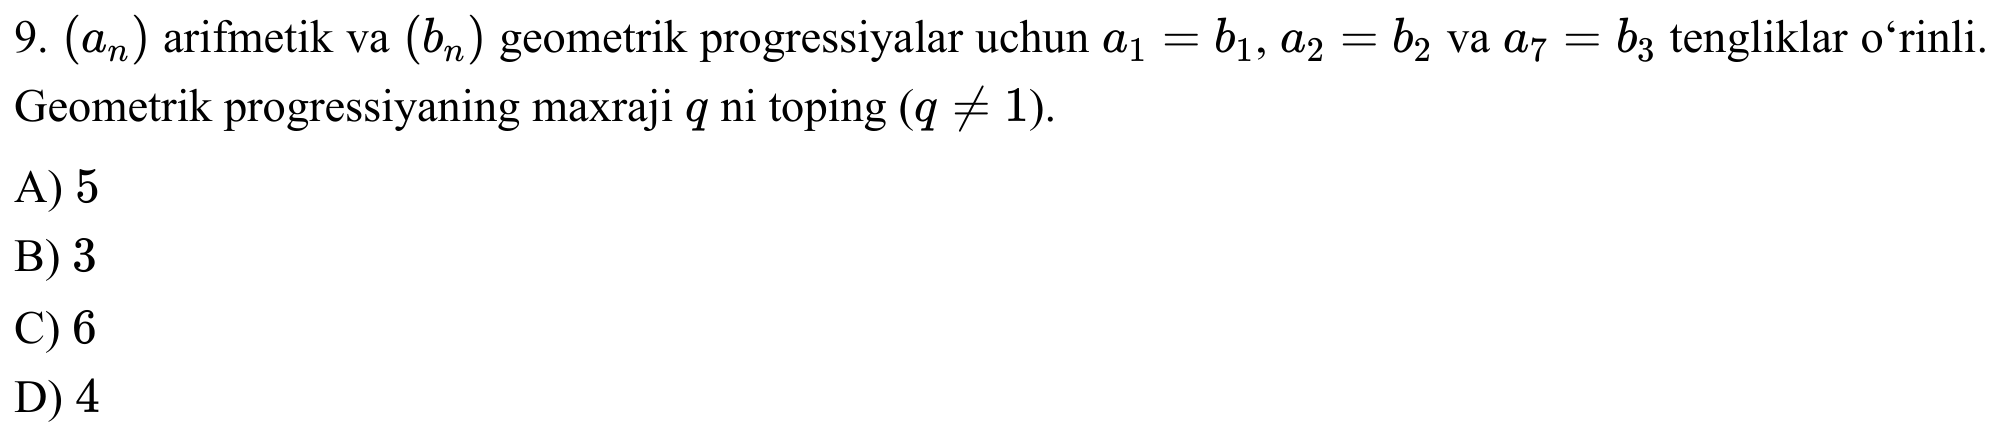 9. (aₙ) arifmetik va (bₙ) geometrik progressiyalar uchun a₁ = b₁, a₂ = b₂ va a₇ = b₃ tengliklar o‘rinli.
Geometrik progressiyaning maxraji q ni toping (q ≠ 1).
A) 5
B) 3
C) 6
D) 4